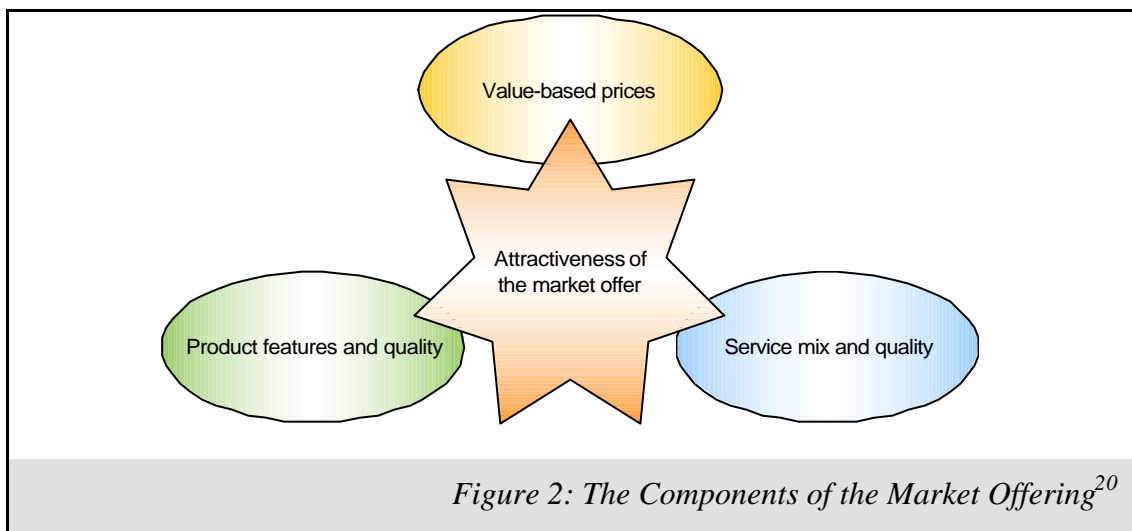 Value-based prices
Attractiveness of
the market offer
Product features and quality
Service mix and quality
Figure 2: The Components of the Market Offering20